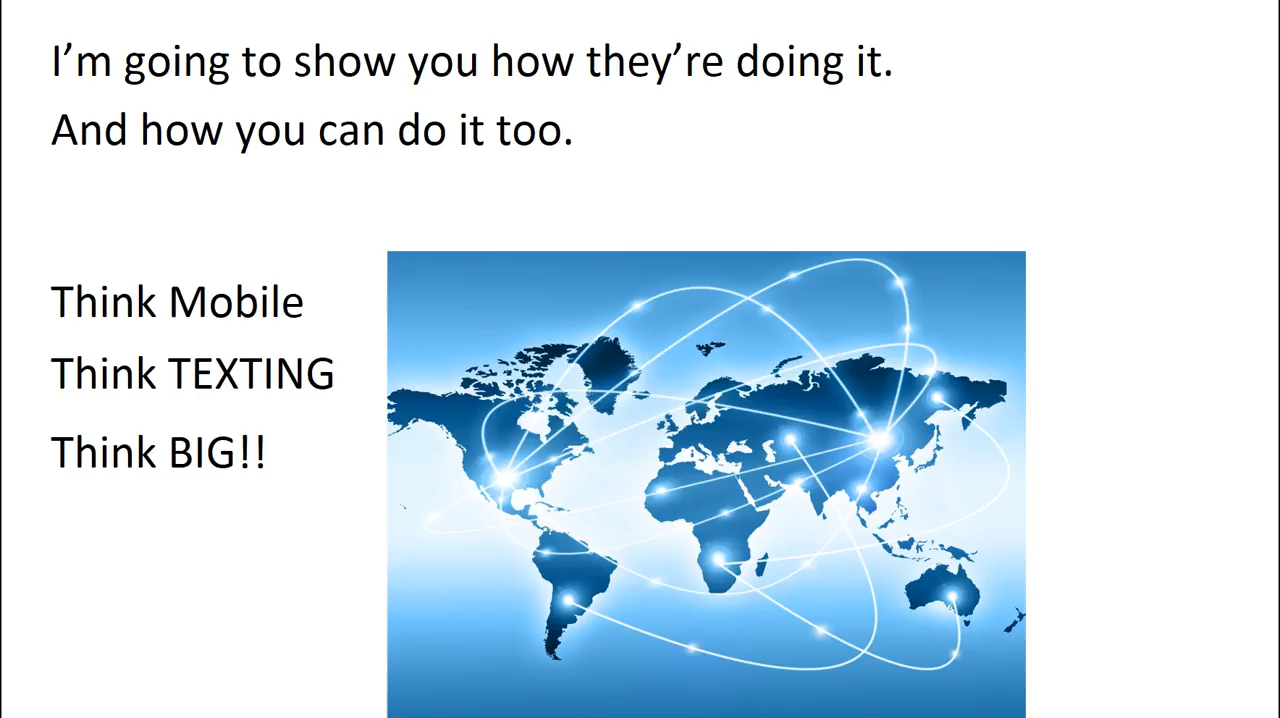 I’m going to show you how they’re doing it.
And how you can do it too.
Think Mobile
Think TEXTING
Think BIG!!